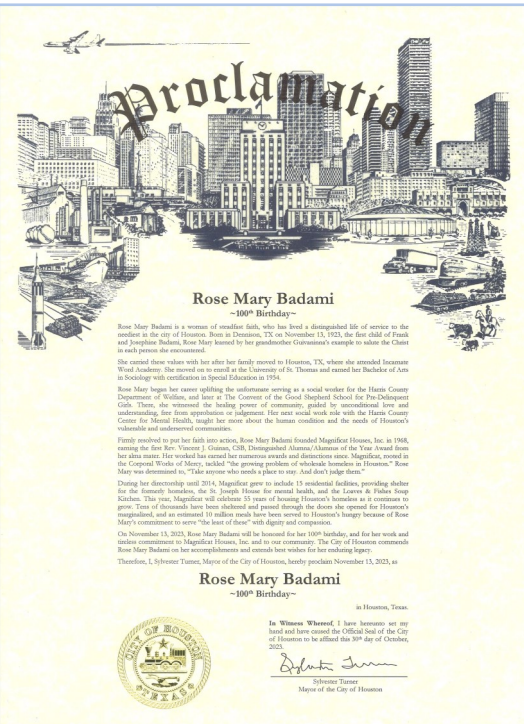 Proclamation
Rose Mary Badami
~100th Birthday~
Rose Mary Badami is a woman of steadfast faith, who has lived a distinguished life of service to the
neediest in the city of Houston. Born in Dennison, TX on November 13, 1923, the first child of Frank
and Josephine Badami, Rose Mary learned by her grandmother Guivannina's example to salute the Christ
in each person she encountered.
She carried these values with her after her family moved to Houston, TX, where she attended Incarnate
Word Academy. She moved on to enroll at the University of St. Thomas and earned her Bachelor of Arts
in Sociology with certification in Special Education in 1954.
Rose Mary began her career uplifting the unfortunate serving as a social worker for the Harris County
Department of Welfare, and later at The Convent of the Good Shepherd School for Pre-Delinquent
Girls. There, she witnessed the healing power of community, guided by unconditional love and
understanding, free from approbation or judgement. Her next social work role with the Harris County
Center for Mental Health, taught her more about the human condition and the needs of Houston's
vulnerable and underserved communities.
Firmly resolved to put her faith into action, Rose Mary Badami founded Magnificat Houses, Inc. in 1968,
earning the first Rev. Vincent J. Guinan, CSB, Distinguished Alumna/Alumnus of the Year Award from
her alma mater. Her worked has earned her numerous awards and distinctions since. Magnificat, rooted in
the Corporal Works of Mercy, tackled "the growing problem of wholesale homeless in Houston." Rose
Mary was determined to, "Take anyone who needs a place to stay. And don't judge them."
During her directorship until 2014, Magnificat grew to include 15 residential facilities, providing shelter
for the formerly homeless, the St. Joseph House for mental health, and the Loaves & Fishes Soup
Kitchen. This year, Magnificat will celebrate 55 years of housing Houston's homeless as it continues to
grow. Tens of thousands have been sheltered and passed through the doors she opened for Houston's
marginalized, and an estimated 10 million meals have been served to Houston's hungry because of Rose
Mary's commitment to serve "the least of these" with dignity and compassion.
On November 13, 2023, Rose Mary Badami will be honored for her 100th birthday, and for her work and
tireless commitment to Magnificat Houses, Inc. and to our community. The City of Houston commends
Rose Mary Badami on her accomplishments and extends best wishes for her enduring legacy.
Therefore, I, Sylvester Turner, Mayor of the City of Houston, hereby proclaim November 13, 2023, as
Rose Mary Badami
~100th Birthday~
in Houston, Texas.
In Witness Whereof, I have hereunto set my
hand and have caused the Official Seal of the City
of Houston to be affixed this 30th day of October,
2023.
Sylvester Turner
Sylvester Turner
Mayor of the City of Houston
CITY OF HOUSTON
TEXAS